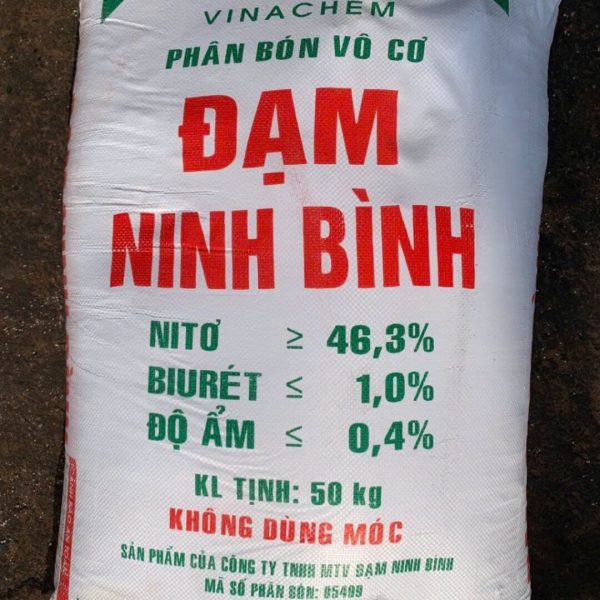 VINACHEM
PHÂN BÓN VÔ CƠ
ĐẠM
NINH BÌNH
NITƠ ≥ 46,3%
BIURÉT ≤ 1,0%
ĐỘ ẨM ≤ 0,4%
KL TỊNH: 50 kg
KHÔNG DÙNG MÓC
SẢN PHẨM CỦA CÔNG TY TNHH MTV ĐẠM NINH BÌNH
MÃ SỐ PHÂN BÓN: 05409